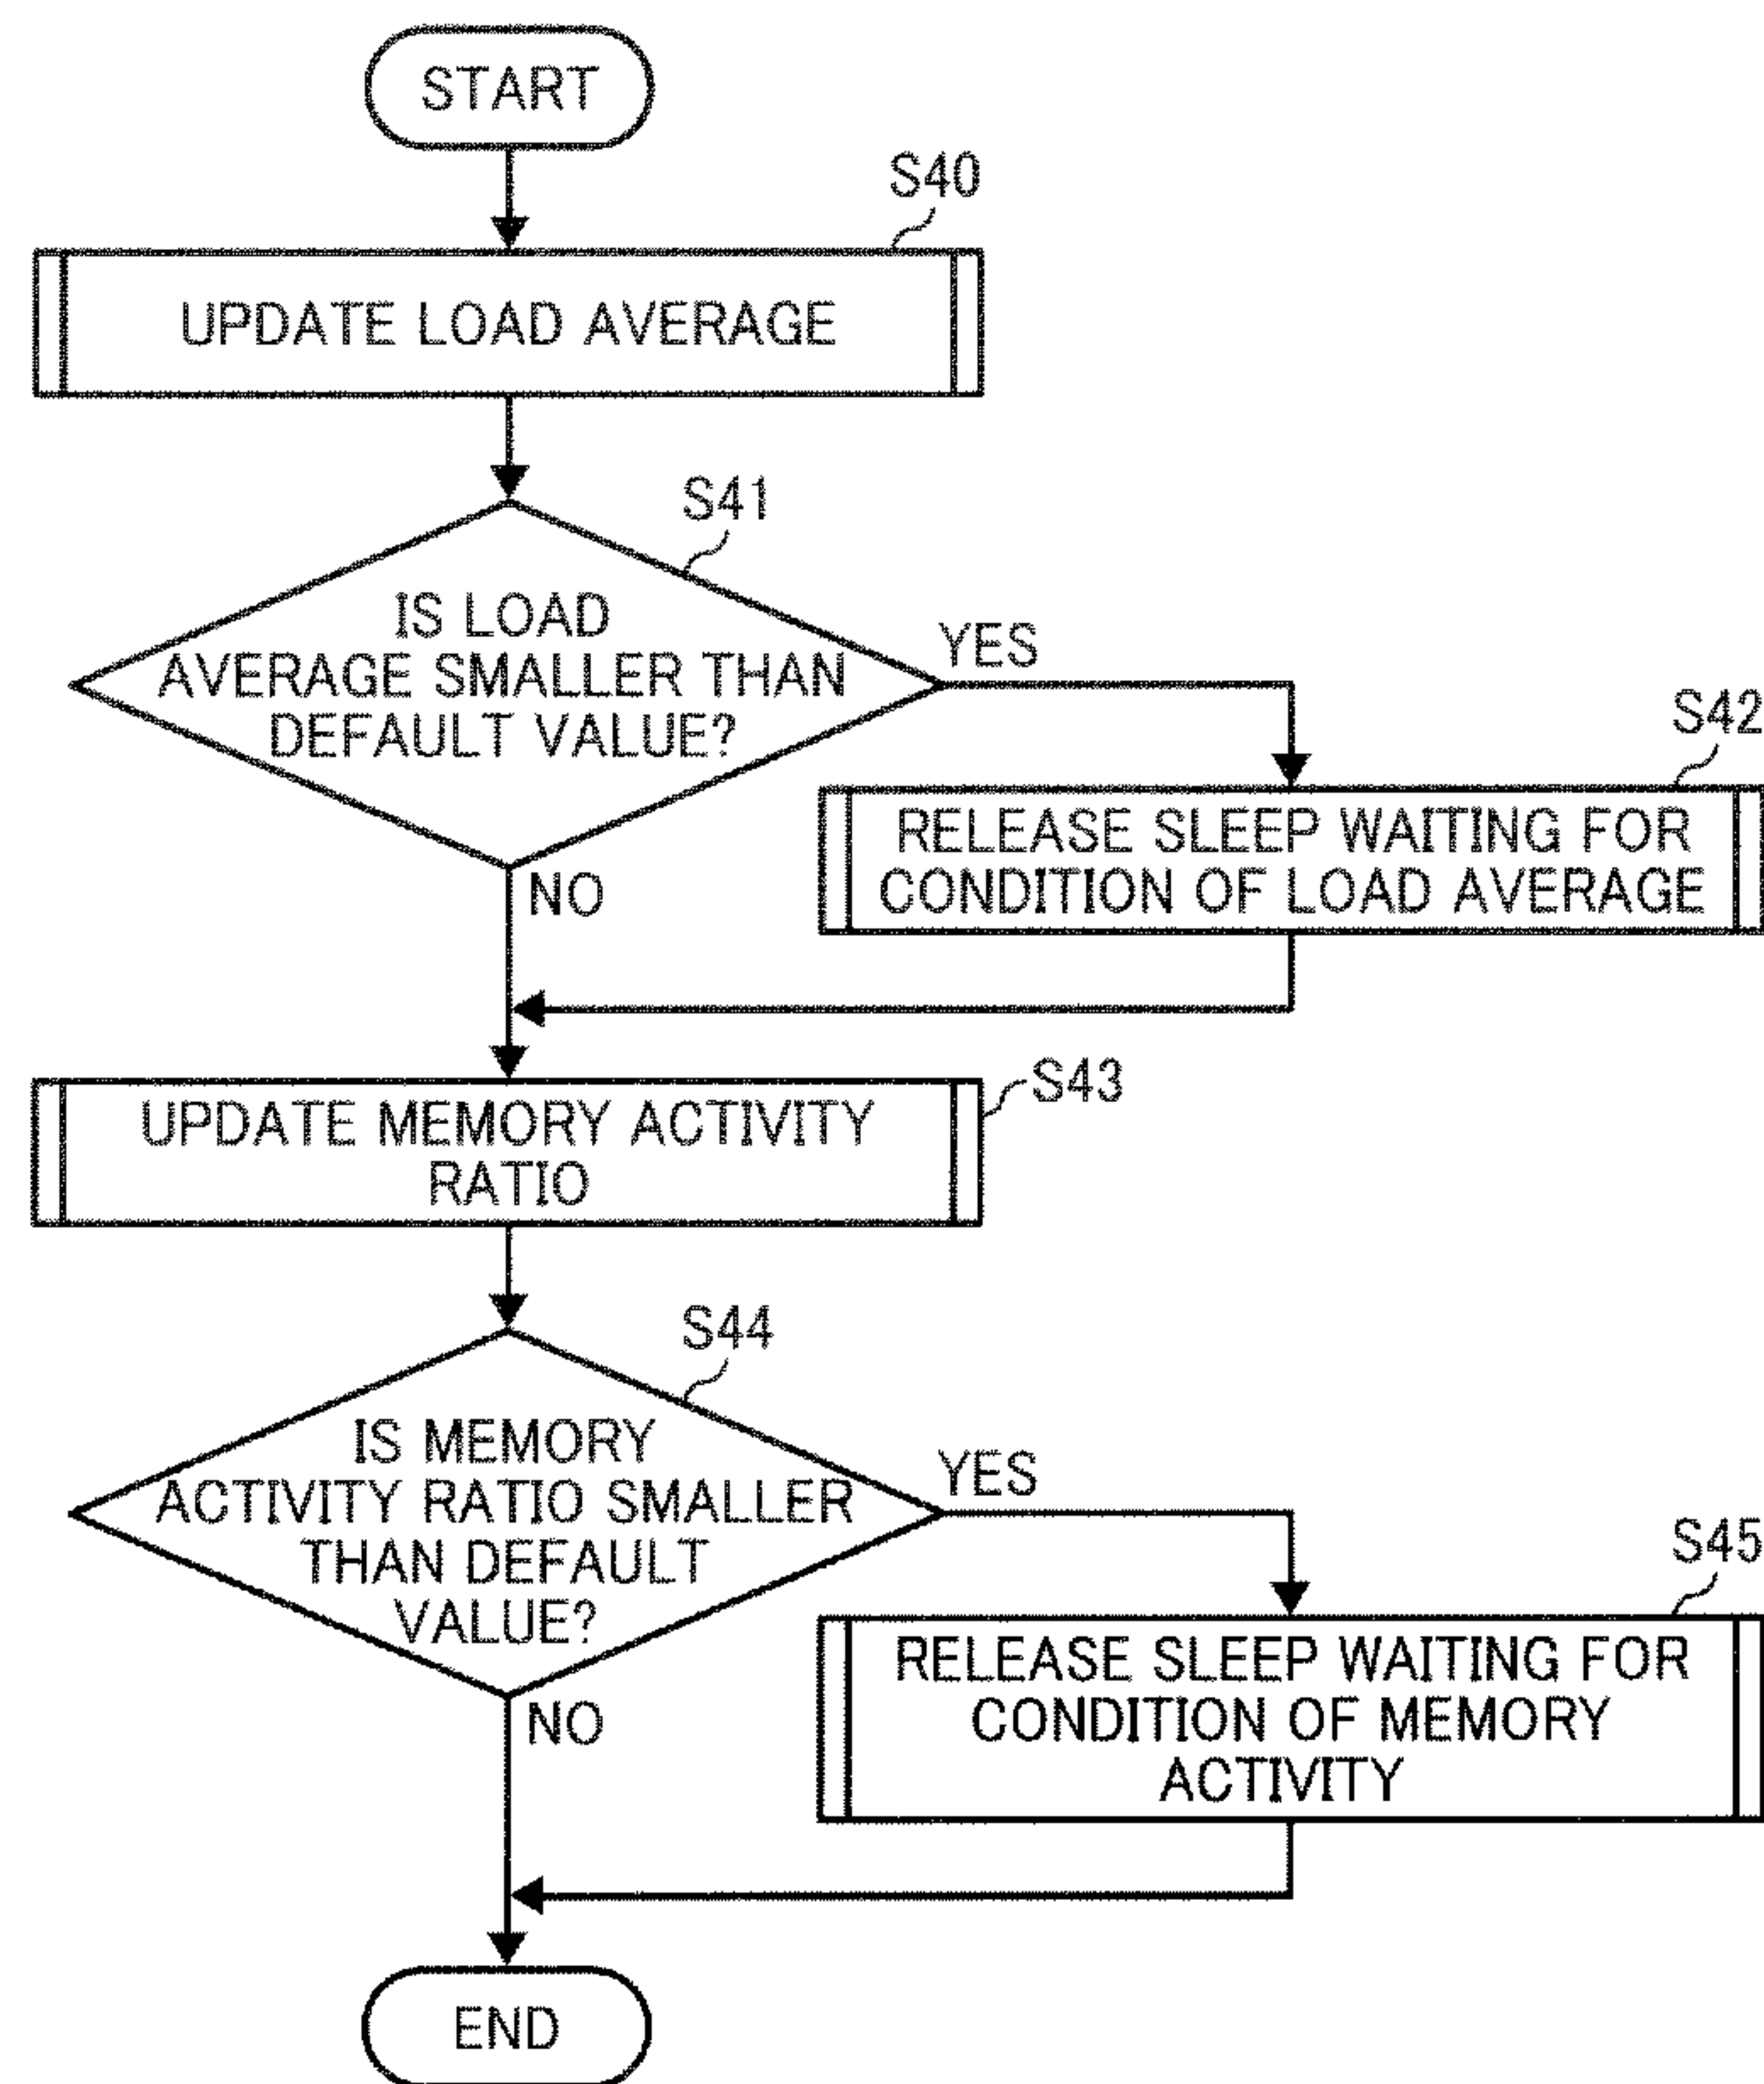 START
S40
UPDATE LOAD AVERAGE
S41
IS LOAD
AVERAGE SMALLER THAN
DEFAULT VALUE?
YES
S42
RELEASE SLEEP WAITING FOR
CONDITION OF LOAD AVERAGE
NO
S43
UPDATE MEMORY ACTIVITY
RATIO
S44
IS MEMORY
ACTIVITY RATIO SMALLER
THAN DEFAULT
VALUE?
YES
S45
RELEASE SLEEP WAITING FOR
CONDITION OF MEMORY
ACTIVITY
NO
END